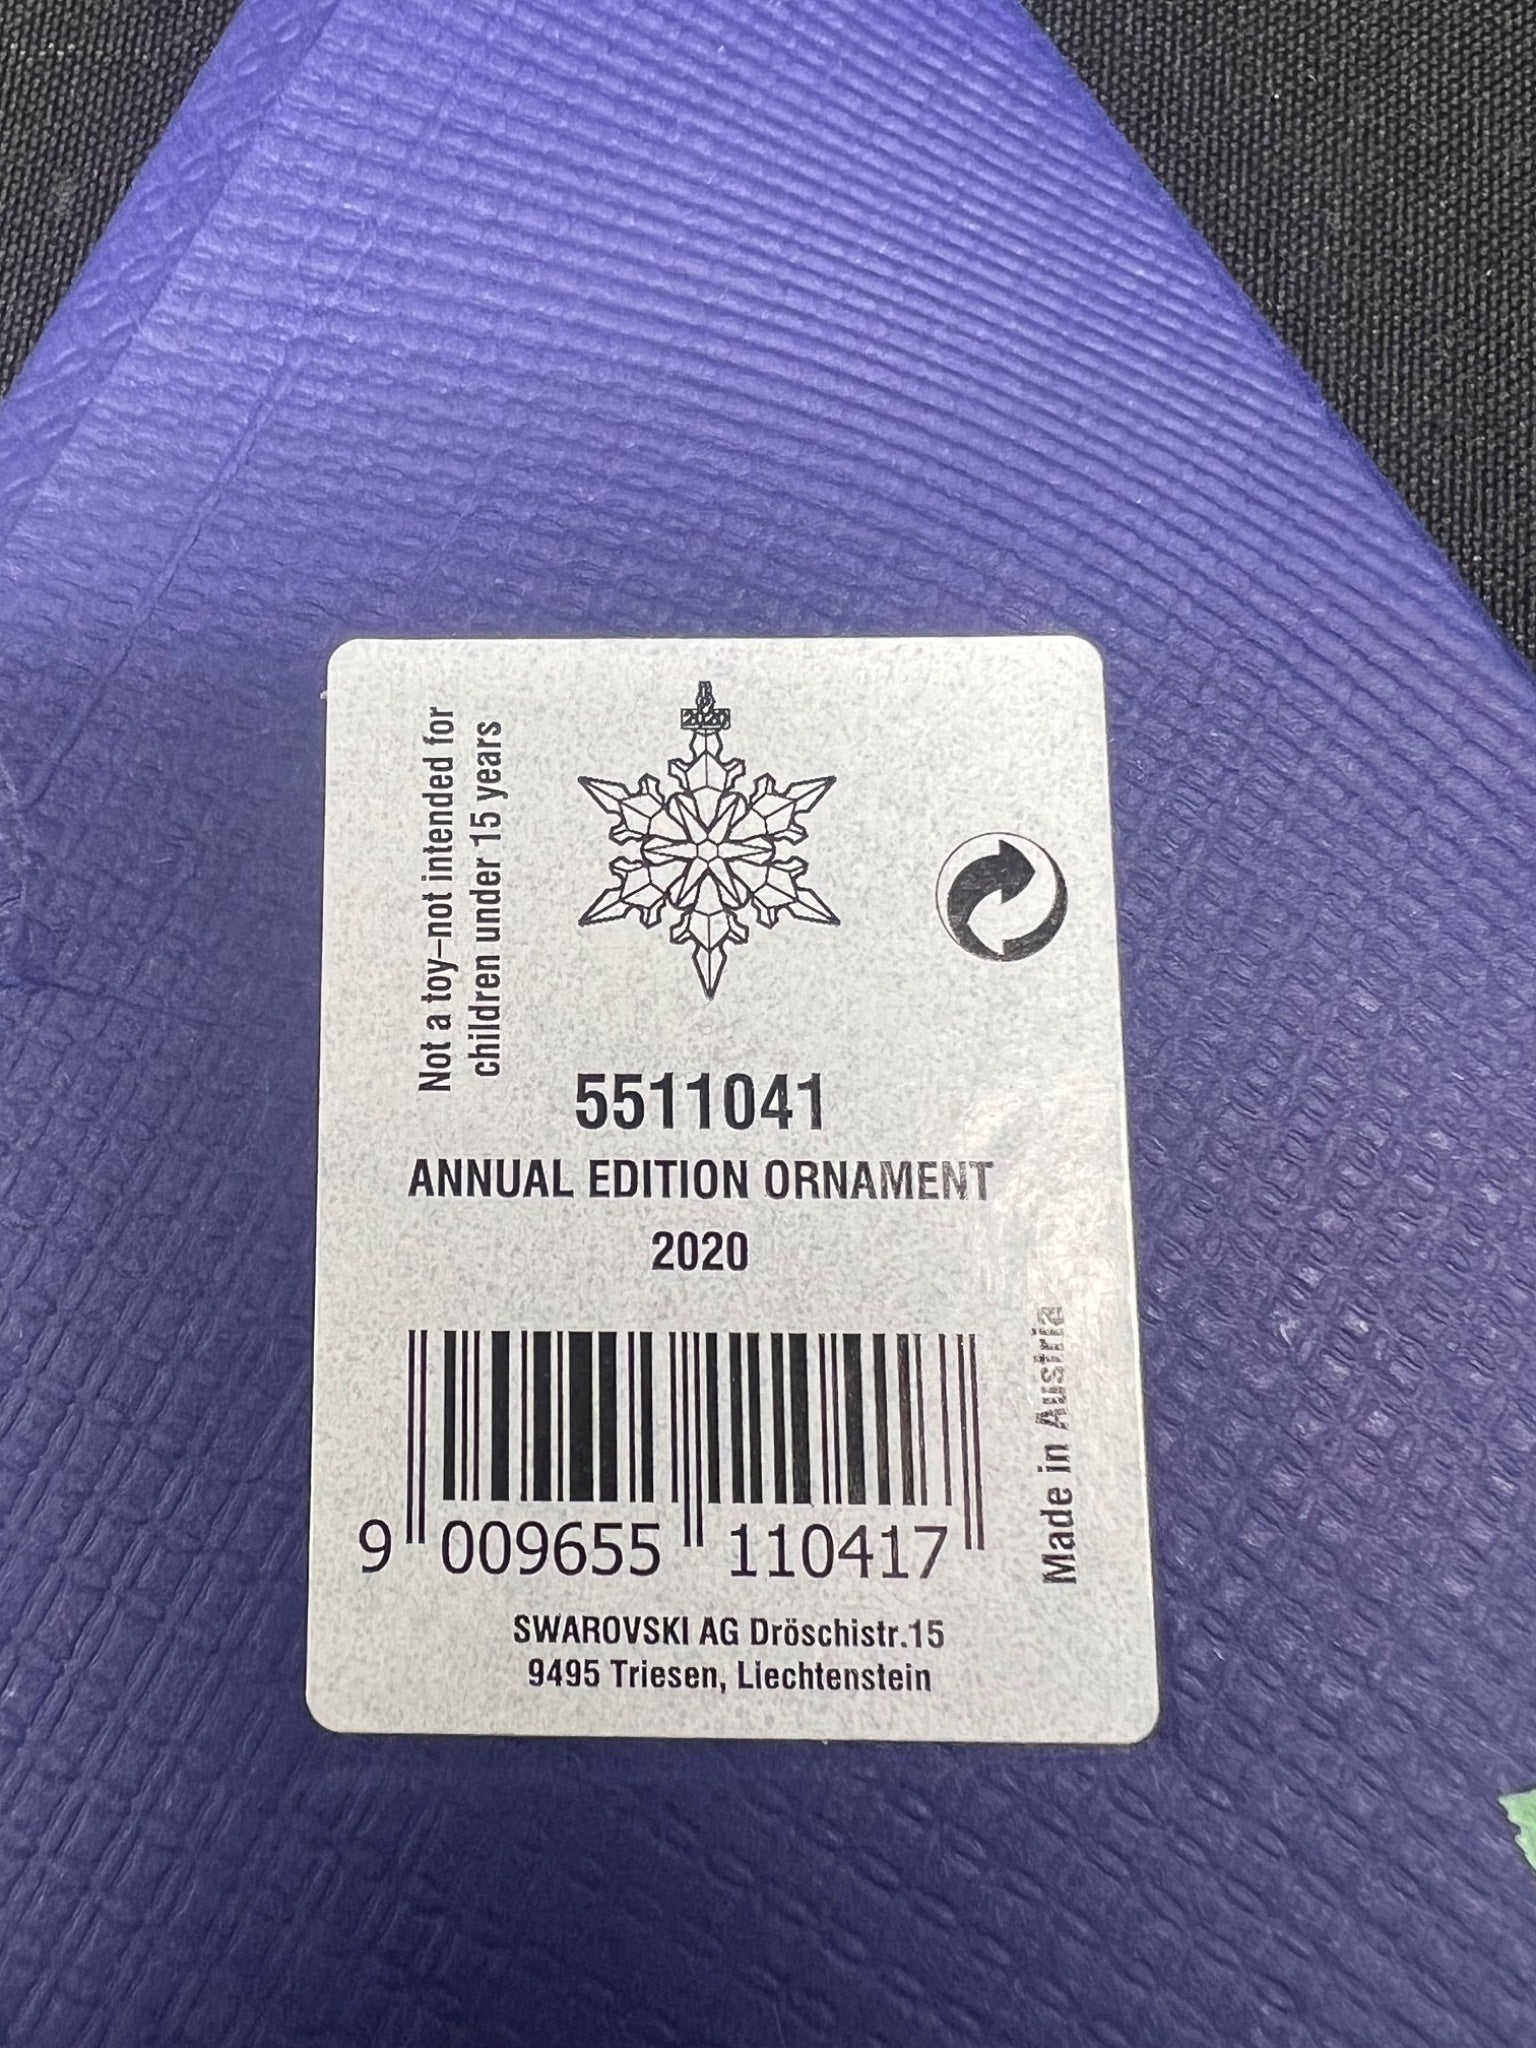 2020
Not a toy–not intended for
children under 15 years
5511041
ANNUAL EDITION ORNAMENT
2020
9 009655 110417
Made in Austria
SWAROVSKI AG Dröschistr.15
9495 Triesen, Liechtenstein